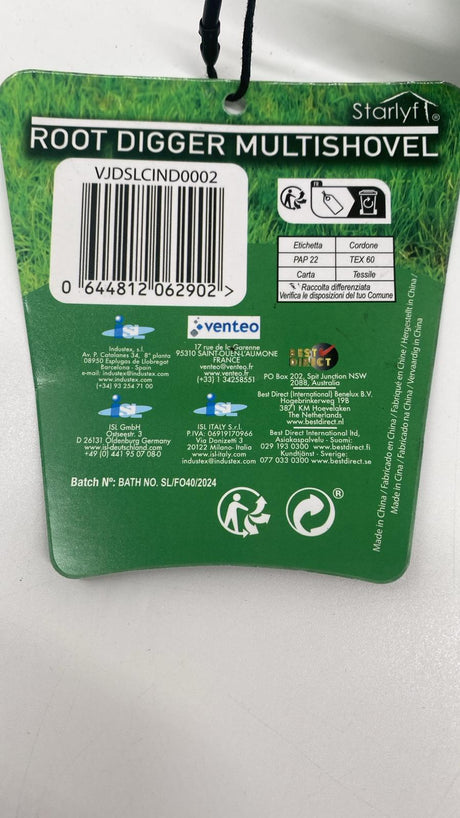 Starlyf®
ROOT DIGGER MULTISHOVEL
VJDSLCIND0002
0 644812 062902 >
FR
Etichetta Cordone
PAP 22 TEX 60
Carta Tessile
Raccolta differenziata
Verifica le disposizioni del tuo Comune
isl
Industex, s.l
Av. P. Catalanes 34, 8ª planta
08950 Esplugas de Llobregat
Barcelona - Spain
e-mail: industex@industex.com
www.industex.com
(+34) 93 254 71 00
venteo
17 rue de la Garenne
95310 SAINT-OUEN-L'AUMONE
FRANCE
www.venteo.fr
(+33) 1 34258551
BEST DIRECT
PO Box 202, Spit Junction NSW
2088, Australia
Best Direct (International) Benelux B.V.
Hogebrinkerweg 19B
3871 KM Hoevelaken
The Netherlands
www.bestdirect.nl
isl
ISL GmbH
Ostseestr. 3
D 26131 Oldenburg Germany
www.isl-deutschland.com
+49 (0) 441 95 07 08-0
isl
ISL ITALY S.r.l.
P.IVA: 06919170966
Via Donizetti 3
20122 Milano- Italy
www.isl-italy.com
industex@industex.com
Best Direct International Ltd,
Asiakaspalvelu - Suomi:
029 193 0300 www.bestdirect.fi
Kundtjänst - Sverige:
077 033 0300 www.bestdirect.se
Batch Nº: BATH NO. SL/FO40/2024
®
Made in China / Fabricado en China / Fabriqué en Chine / Hergestellt in China /
Made in Cina / Fabricado na China / Vervaardig in China